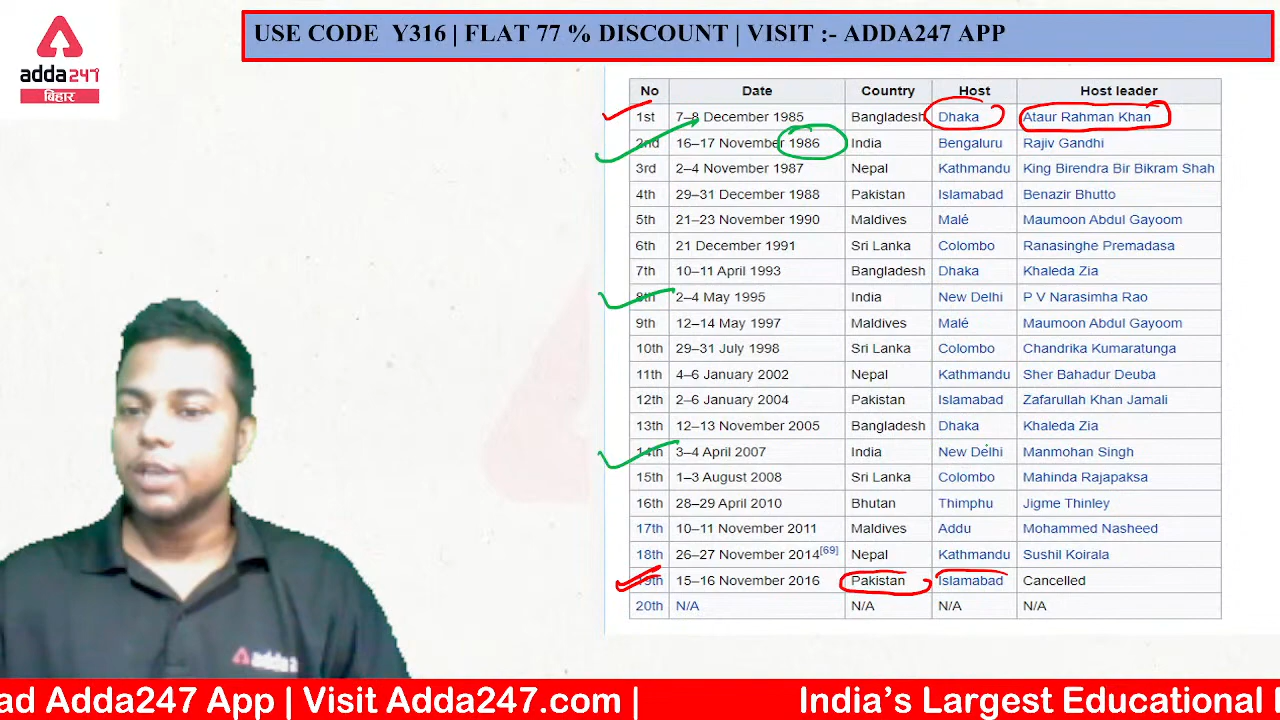 USE CODE Y316 | FLAT 77 % DISCOUNT | VISIT :- ADDA247 APP
adda247
बिहार
No Date Country Host Host leader
1st 7–8 December 1985 Bangladesh Dhaka Ataur Rahman Khan
2nd 16–17 November 1986 India Bengaluru Rajiv Gandhi
3rd 2–4 November 1987 Nepal Kathmandu King Birendra Bir Bikram Shah
4th 29–31 December 1988 Pakistan Islamabad Benazir Bhutto
5th 21–23 November 1990 Maldives Malé Maumoon Abdul Gayoom
6th 21 December 1991 Sri Lanka Colombo Ranasinghe Premadasa
7th 10–11 April 1993 Bangladesh Dhaka Khaleda Zia
8th 2–4 May 1995 India New Delhi P V Narasimha Rao
9th 12–14 May 1997 Maldives Malé Maumoon Abdul Gayoom
10th 29–31 July 1998 Sri Lanka Colombo Chandrika Kumaratunga
11th 4–6 January 2002 Nepal Kathmandu Sher Bahadur Deuba
12th 2–6 January 2004 Pakistan Islamabad Zafarullah Khan Jamali
13th 12–13 November 2005 Bangladesh Dhaka Khaleda Zia
14th 3–4 April 2007 India New Delhi Manmohan Singh
15th 1–3 August 2008 Sri Lanka Colombo Mahinda Rajapaksa
16th 28–29 April 2010 Bhutan Thimphu Jigme Thinley
17th 10–11 November 2011 Maldives Addu Mohammed Nasheed
18th 26–27 November 2014[69] Nepal Kathmandu Sushil Koirala
19th 15–16 November 2016 Pakistan Islamabad Cancelled
20th N/A N/A N/A N/A
adda2
ad Adda247 App | Visit Adda247.com | India’s Largest Educational